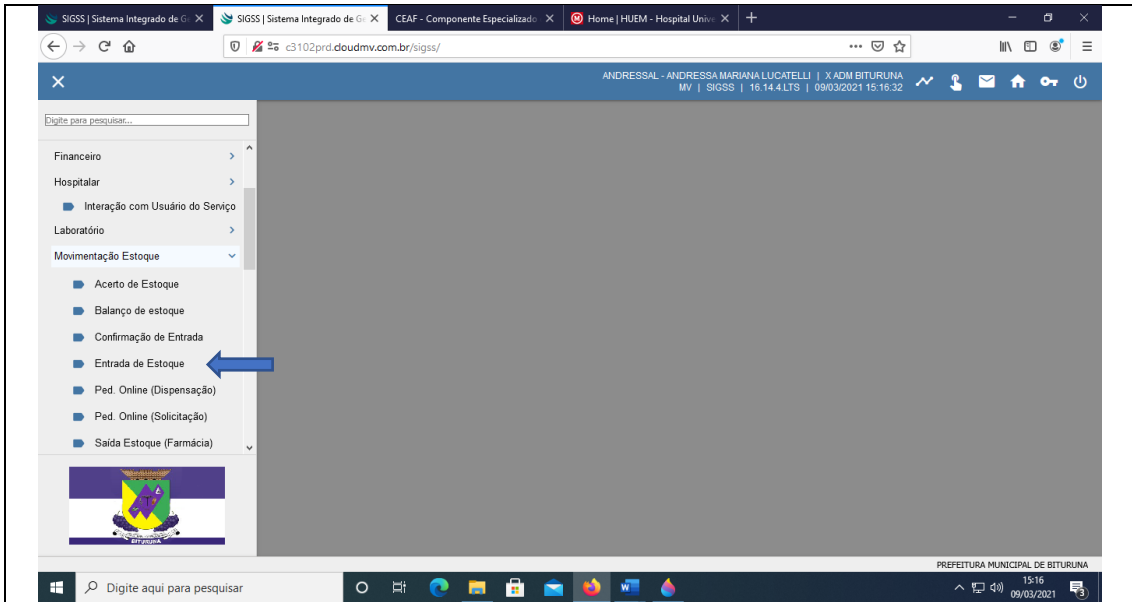 SIGSS | Sistema Integrado de G
SIGSS | Sistema Integrado de G
CEAF - Componente Especializado
Home | HUEM - Hospital Unive
c3102prd.cloudmv.com.br/sigss/
ANDRESSAL - ANDRESSA MARIANA LUCATELLI | X ADM BITURUNA
MV | SIGSS | 16.14.4.LTS | 09/03/2021 15:16:32
Digite para pesquisar...
Financeiro
Hospitalar
Interação com Usuário do Serviço
Laboratório
Movimentação Estoque
Acerto de Estoque
Balanço de estoque
Confirmação de Entrada
Entrada de Estoque
Ped. Online (Dispensação)
Ped. Online (Solicitação)
Saída Estoque (Farmácia)
BITURUNA
PREFEITURA MUNICIPAL DE BITURUNA
Digite aqui para pesquisar
15:16
09/03/2021
3